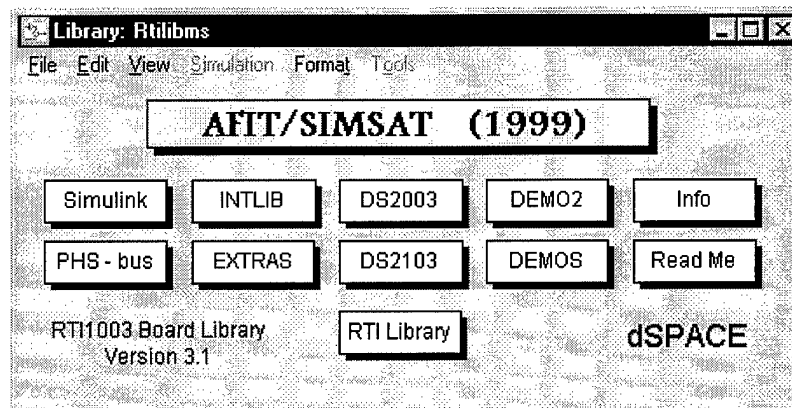 Library: Rtilibms
File Edit View Simulation Format Tools
AFIT/SIMSAT (1999)
Simulink INTLIB DS2003 DEMO2 Info
PHS - bus EXTRAS DS2103 DEMOS Read Me
RTI1003 Board Library
Version 3.1
RTI Library
dSPACE